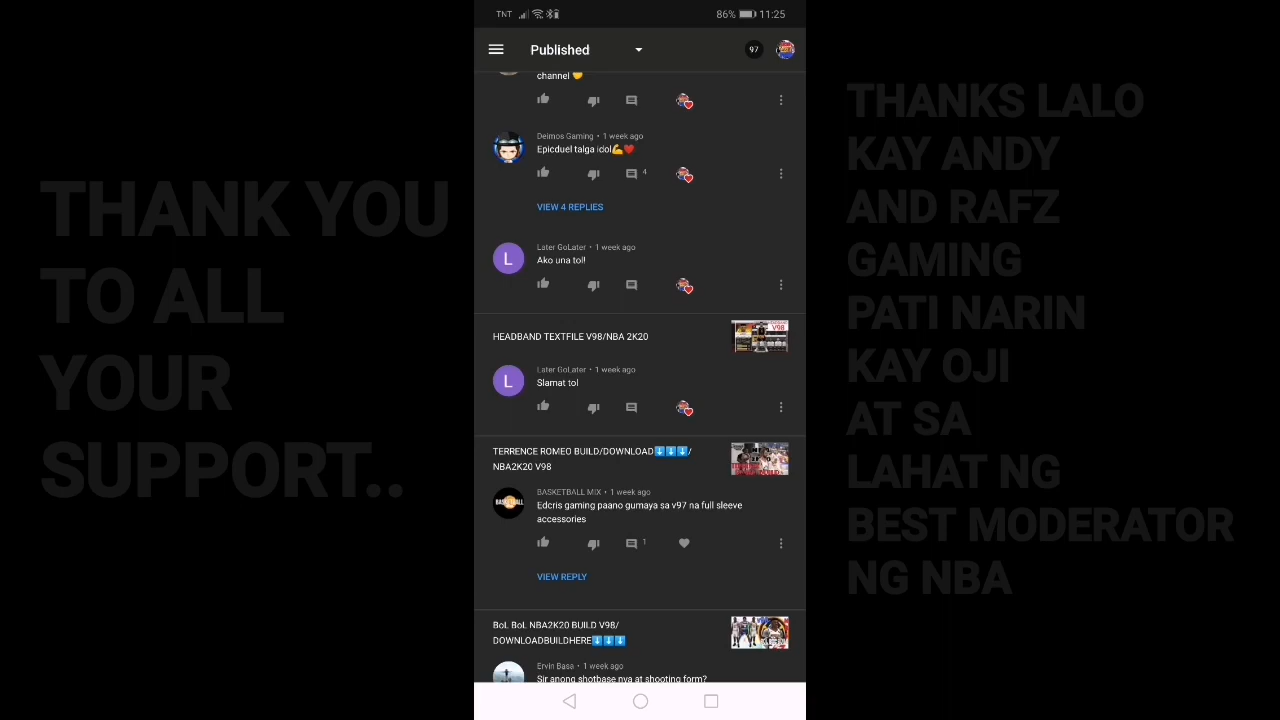 THANK YOU
TO ALL
YOUR
SUPPORT..
TNT 86% 11:25
Published 97
channel
Deimos Gaming • 1 week ago
Epicduel talga idol💪❤️
4
VIEW 4 REPLIES
L
Later GoLater • 1 week ago
Ako una tol!
HEADBAND TEXTFILE V98/NBA 2K20
V98
L
Later GoLater • 1 week ago
Slamat tol
TERRENCE ROMEO BUILD/DOWNLOAD⬇️⬇️⬇️/
NBA2K20 V98
BASKETBALL
BASKETBALL MIX • 1 week ago
Edcris gaming paano gumaya sa v97 na full sleeve
accessories
1
VIEW REPLY
BoL BoL NBA2K20 BUILD V98/
DOWNLOADBUILDHERE⬇️⬇️⬇️
Ervin Basa • 1 week ago
Sir anong shotbase nya at shooting form?
THANKS LALO
KAY ANDY
AND RAFZ
GAMING
PATI NARIN
KAY OJI
AT SA
LAHAT NG
BEST MODERATOR
NG NBA